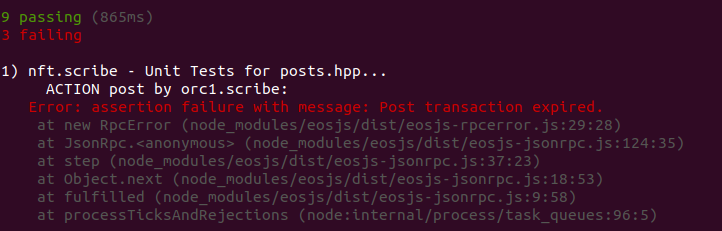 9 passing (865ms)
3 failing
1) nft.scribe - Unit Tests for posts.hpp...
ACTION post by orc1.scribe:
Error: assertion failure with message: Post transaction expired.
at new RpcError (node_modules/eosjs/dist/eosjs-rpcerror.js:29:28)
at JsonRpc.<anonymous> (node_modules/eosjs/dist/eosjs-jsonrpc.js:124:35)
at step (node_modules/eosjs/dist/eosjs-jsonrpc.js:37:23)
at Object.next (node_modules/eosjs/dist/eosjs-jsonrpc.js:18:53)
at fulfilled (node_modules/eosjs/dist/eosjs-jsonrpc.js:9:58)
at processTicksAndRejections (node:internal/process/task_queues:96:5)